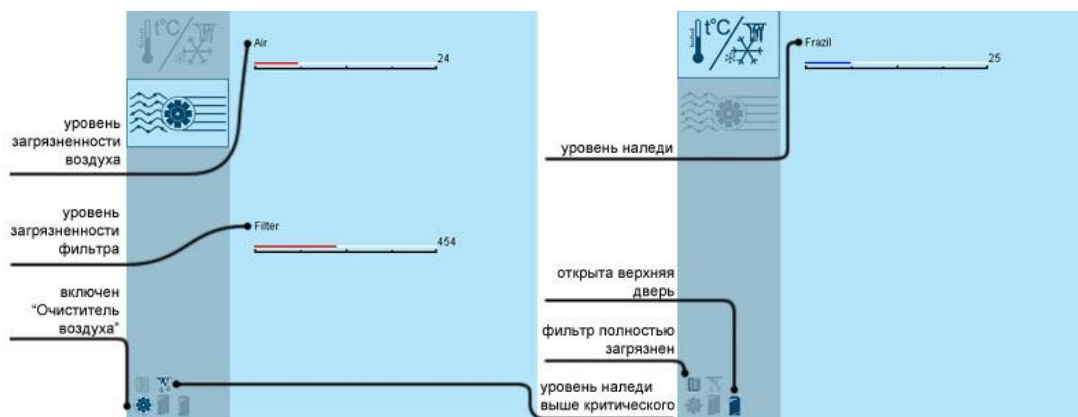 t°C
Air
24
уровень
загрязненности
воздуха
уровень
загрязненности
фильтра
Filter
454
включен
“Очиститель
воздуха”
t°C
Frazil
25
уровень наледи
открыта верхняя
дверь
фильтр полностью
загрязнен
уровень наледи
выше критического